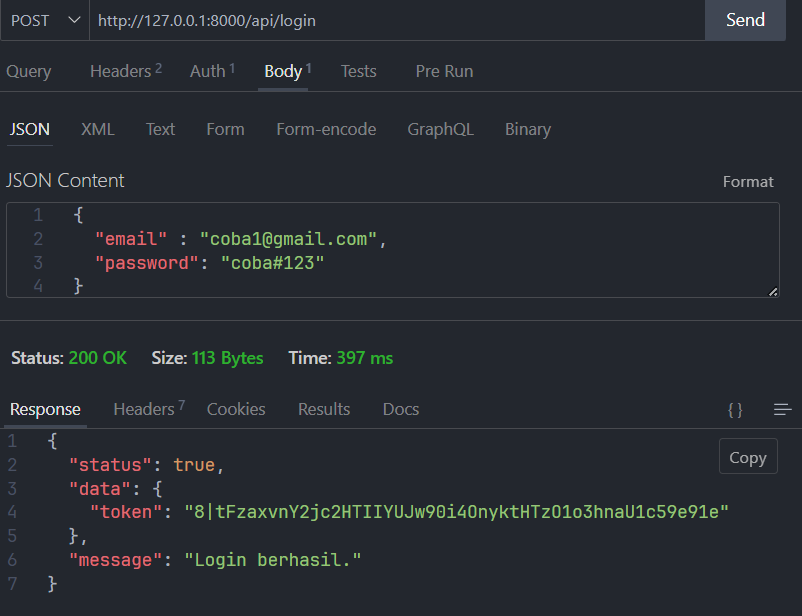 POST http://127.0.0.1:8000/api/login Send
Query Headers 2 Auth 1 Body 1 Tests Pre Run
JSON XML Text Form Form-encode GraphQL Binary
JSON Content Format
1 {
2 "email" : "coba1@gmail.com",
3 "password": "coba#123"
4 }
Status: 200 OK Size: 113 Bytes Time: 397 ms
Response Headers 7 Cookies Results Docs { }
1 {
2 "status": true,
3 "data": {
4 "token": "8|tFzaxvnY2jc2HTIIYUJw90i4OnyktHTzO1o3hnaU1c59e91e"
5 },
6 "message": "Login berhasil."
7 }
Copy